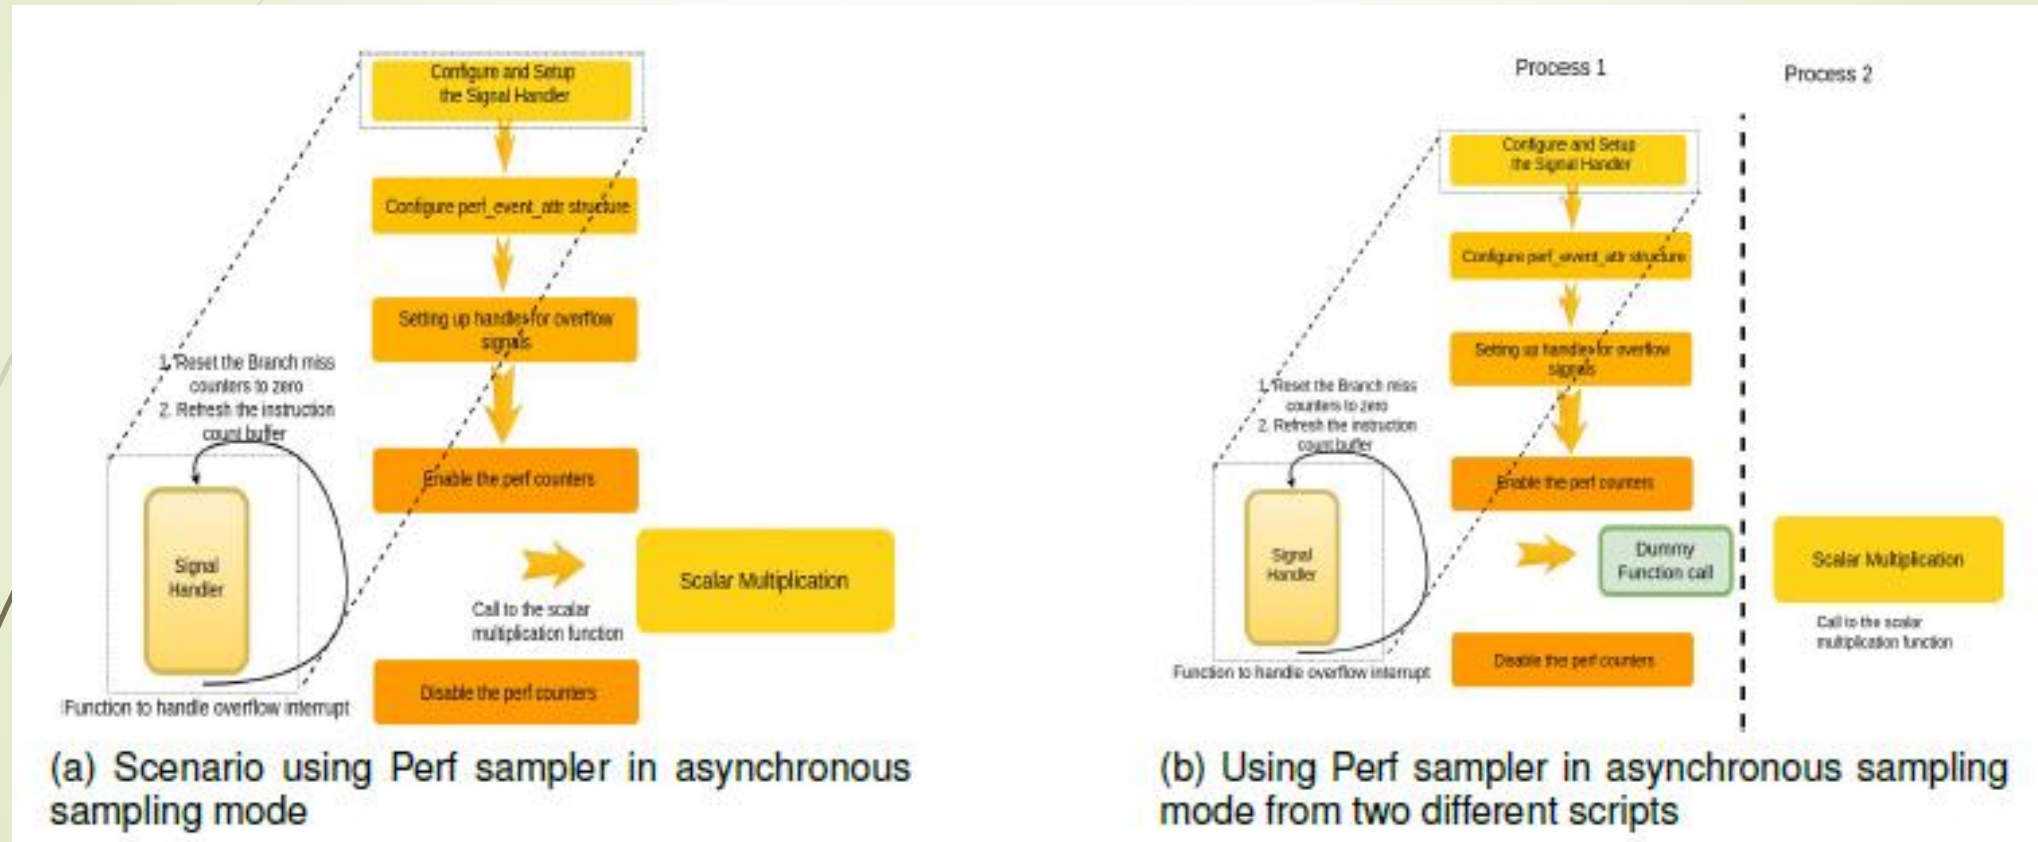 Configure and Setup
the Signal Handler
Configure perf_event_attr structure
Setting up handler for overflow
signals
1. Reset the Branch miss
counters to zero
2. Refresh the instruction
count buffer
Enable the perf counters
Signal
Handler
Scalar Multiplication
Call to the scalar
multiplication function
Disable the perf counters
Function to handle overflow interrupt
(a) Scenario using Perf sampler in asynchronous
sampling mode
Process 1
Process 2
Configure and Setup
the Signal Handler
Configure perf_event_attr structure
Setting up handler for overflow
signals
1. Reset the Branch miss
counters to zero
2. Refresh the instruction
count buffer
Enable the perf counters
Signal
Handler
Dummy
Function call
Scalar Multiplication
Call to the scalar
multiplication function
Disable the perf counters
Function to handle overflow interrupt
(b) Using Perf sampler in asynchronous sampling
mode from two different scripts